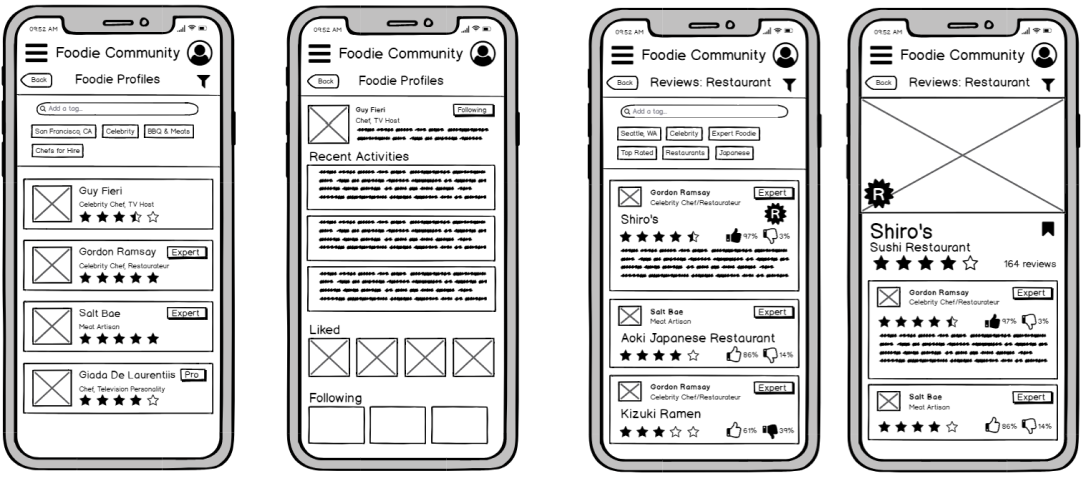 09:52 AM
Foodie Community
Back
Foodie Profiles
Add a tag...
San Francisco, CA
Celebrity
BBQ & Meats
Chefs for Hire
Guy Fieri
Celebrity Chef, TV Host
Gordon Ramsay
Expert
Celebrity Chef, Restaurateur
Salt Bae
Expert
Meat Artisan
Giada De Laurentiis
Pro
Chef, Television Personality
09:52 AM
Foodie Community
Back
Foodie Profiles
Guy Fieri
Following
Chef, TV Host
Recent Activities
Liked
Following
09:52 AM
Foodie Community
Back
Reviews: Restaurant
Add a tag...
Seattle, WA
Celebrity
Expert Foodie
Top Rated
Restaurants
Japanese
Gordon Ramsay
Expert
Celebrity Chef/Restaurateur
R
Shiro's
97%
3%
Salt Bae
Expert
Meat Artisan
Aoki Japanese Restaurant
86%
14%
Gordon Ramsay
Expert
Celebrity Chef/Restaurateur
Kizuki Ramen
61%
39%
09:52 AM
Foodie Community
Back
Reviews: Restaurant
R
Shiro's
Sushi Restaurant
164 reviews
Gordon Ramsay
Expert
Celebrity Chef/Restaurateur
97%
3%
Salt Bae
Expert
Meat Artisan
86%
14%